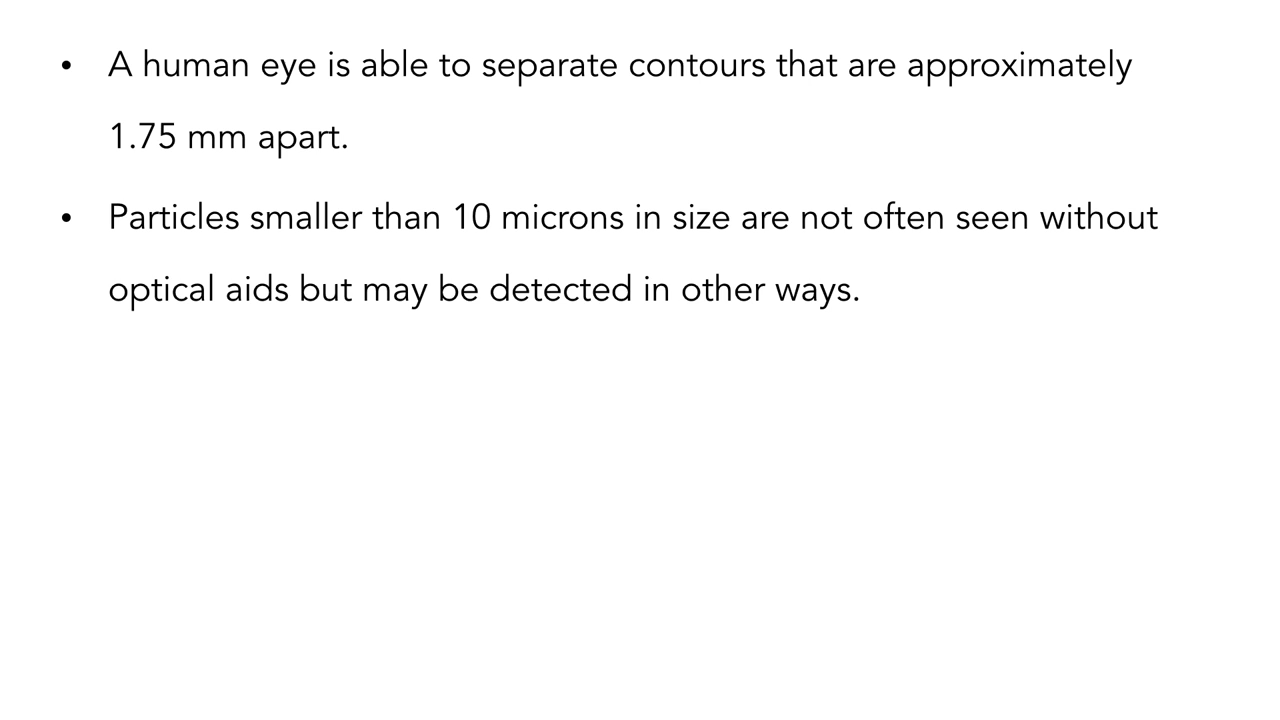 • A human eye is able to separate contours that are approximately
1.75 mm apart.
• Particles smaller than 10 microns in size are not often seen without
optical aids but may be detected in other ways.